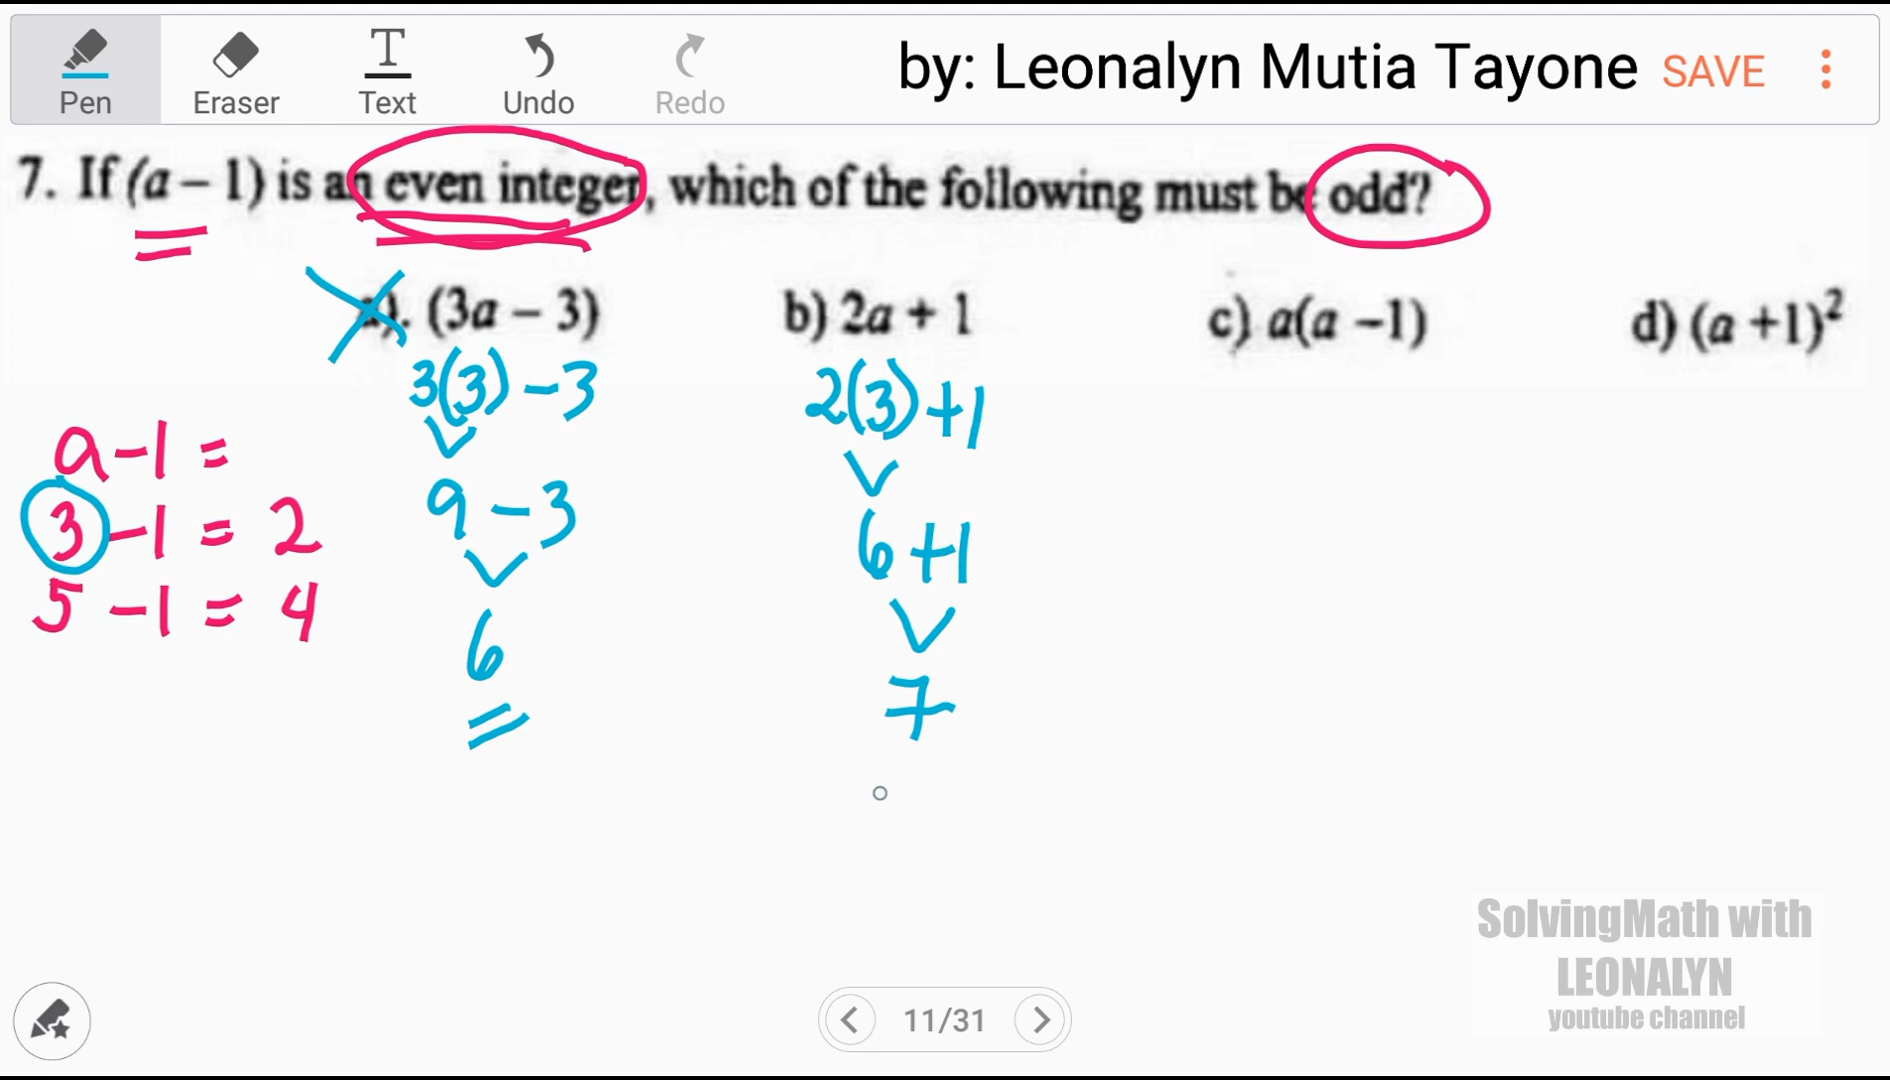 Pen Eraser Text Undo Redo by: Leonalyn Mutia Tayone SAVE
7. If (a – 1) is an even integer, which of the following must be odd?
a). (3a – 3) b) 2a + 1 c) a(a –1) d) (a +1)²
3(3) - 3 2(3) + 1
a - 1 =
9 - 3 6 + 1
3 - 1 = 2
5 - 1 = 4
6 7
SolvingMath with
LEONALYN
youtube channel
11/31